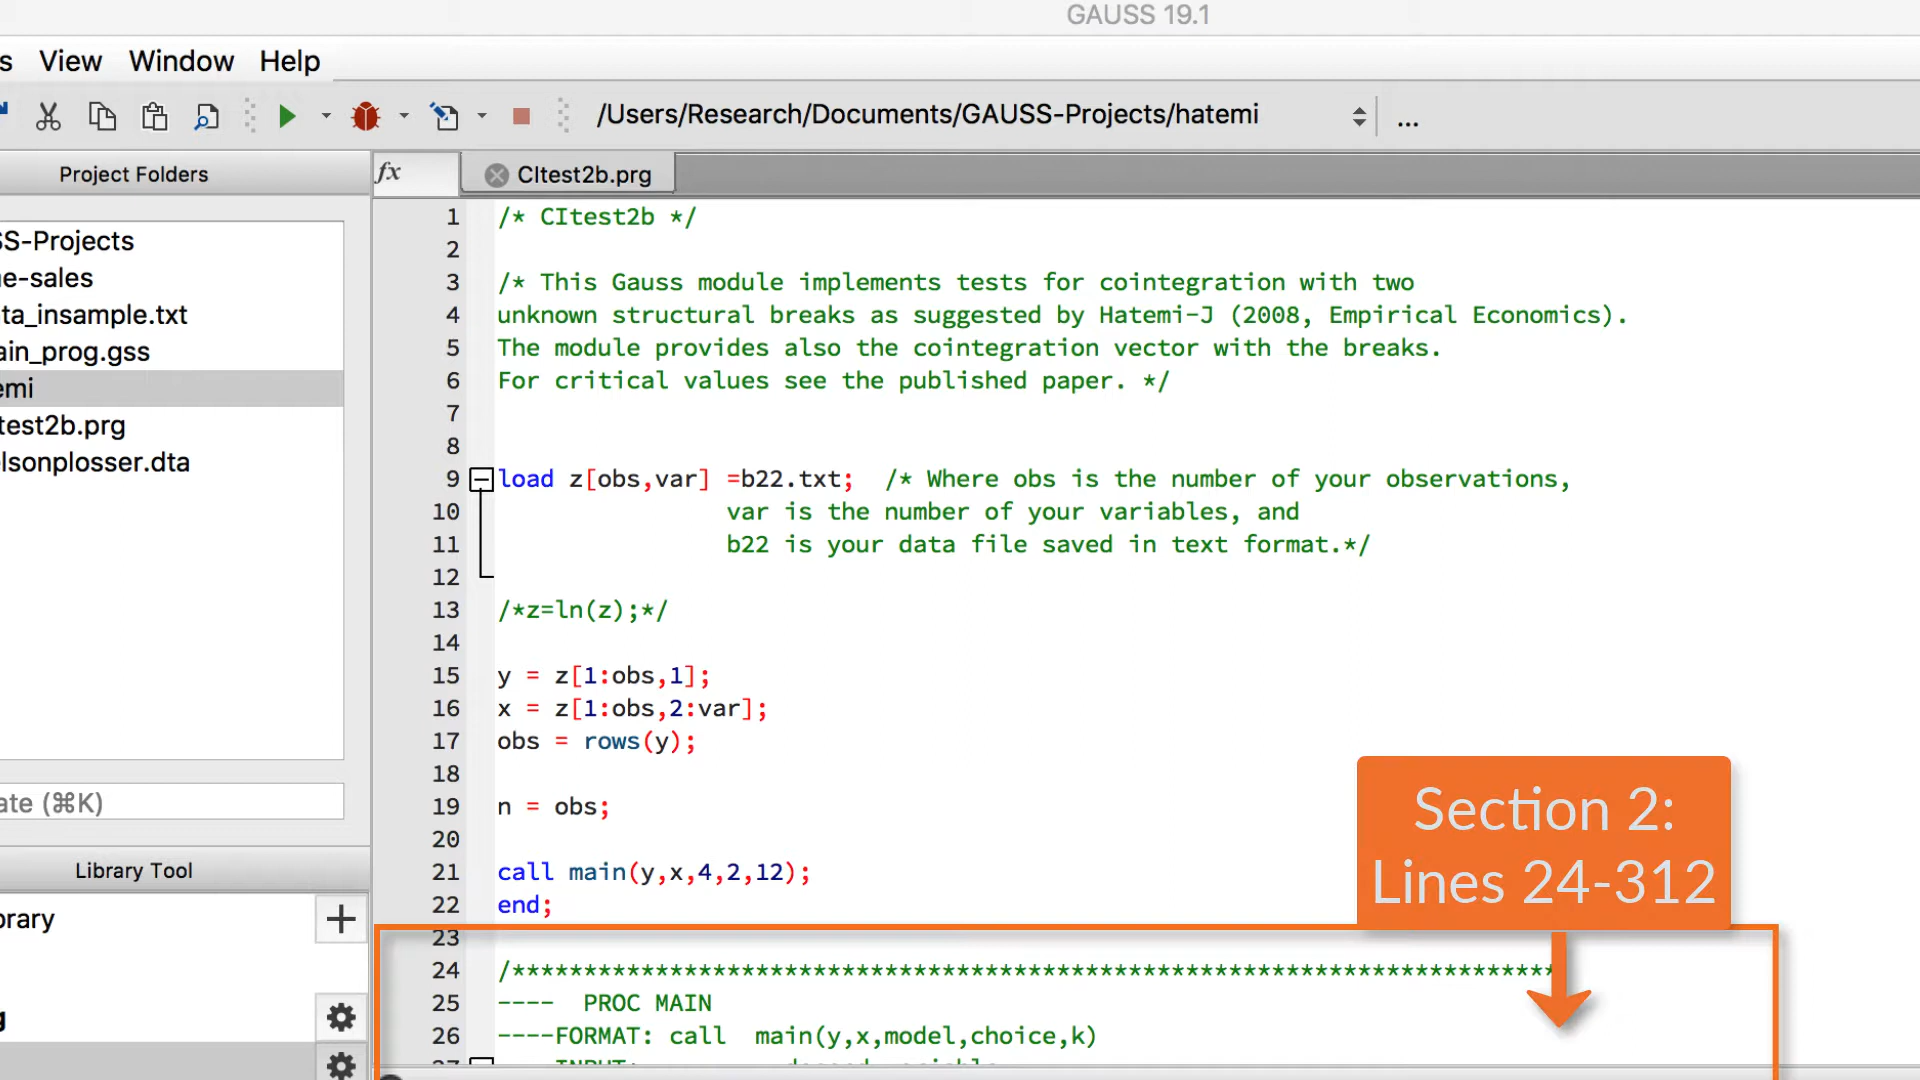 GAUSS 19.1
s View Window Help
/Users/Research/Documents/GAUSS-Projects/hatemi
...
Project Folders
fx
CItest2b.prg
SS-Projects
e-sales
ta_insample.txt
ain_prog.gss
emi
test2b.prg
lsonplosser.dta
ate (⌘K)
Library Tool
brary
g
1 /* CItest2b */
2
3 /* This Gauss module implements tests for cointegration with two
4 unknown structural breaks as suggested by Hatemi-J (2008, Empirical Economics).
5 The module provides also the cointegration vector with the breaks.
6 For critical values see the published paper. */
7
8
9 load z[obs,var] =b22.txt; /* Where obs is the number of your observations,
10 var is the number of your variables, and
11 b22 is your data file saved in text format.*/
12
13 /*z=ln(z);*/
14
15 y = z[1:obs,1];
16 x = z[1:obs,2:var];
17 obs = rows(y);
18
19 n = obs;
20
21 call main(y,x,4,2,12);
22 end;
23
24 /*************************************************************************
25 ---- PROC MAIN
26 ----FORMAT: call main(y,x,model,choice,k)
Section 2:
Lines 24-312